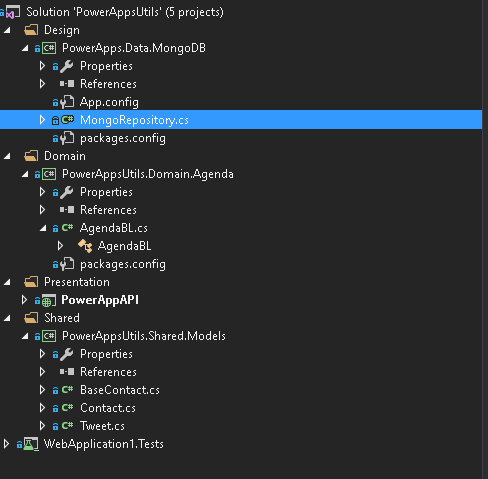 Solution 'PowerAppsUtils' (5 projects)
Design
C# PowerApps.Data.MongoDB
Properties
References
App.config
C# MongoRepository.cs
packages.config
Domain
C# PowerAppsUtils.Domain.Agenda
Properties
References
C# AgendaBL.cs
AgendaBL
packages.config
Presentation
PowerAppAPI
Shared
C# PowerAppsUtils.Shared.Models
Properties
References
C# BaseContact.cs
C# Contact.cs
C# Tweet.cs
WebApplication1.Tests